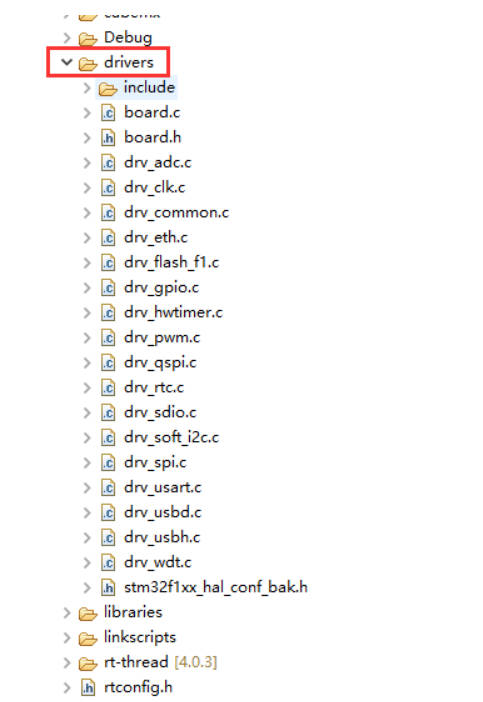 Debug
drivers
include
board.c
board.h
drv_adc.c
drv_clk.c
drv_common.c
drv_eth.c
drv_flash_f1.c
drv_gpio.c
drv_hwtimer.c
drv_pwm.c
drv_qspi.c
drv_rtc.c
drv_sdio.c
drv_soft_i2c.c
drv_spi.c
drv_usart.c
drv_usbd.c
drv_usbh.c
drv_wdt.c
stm32f1xx_hal_conf_bak.h
libraries
linkscripts
rt-thread [4.0.3]
rtconfig.h